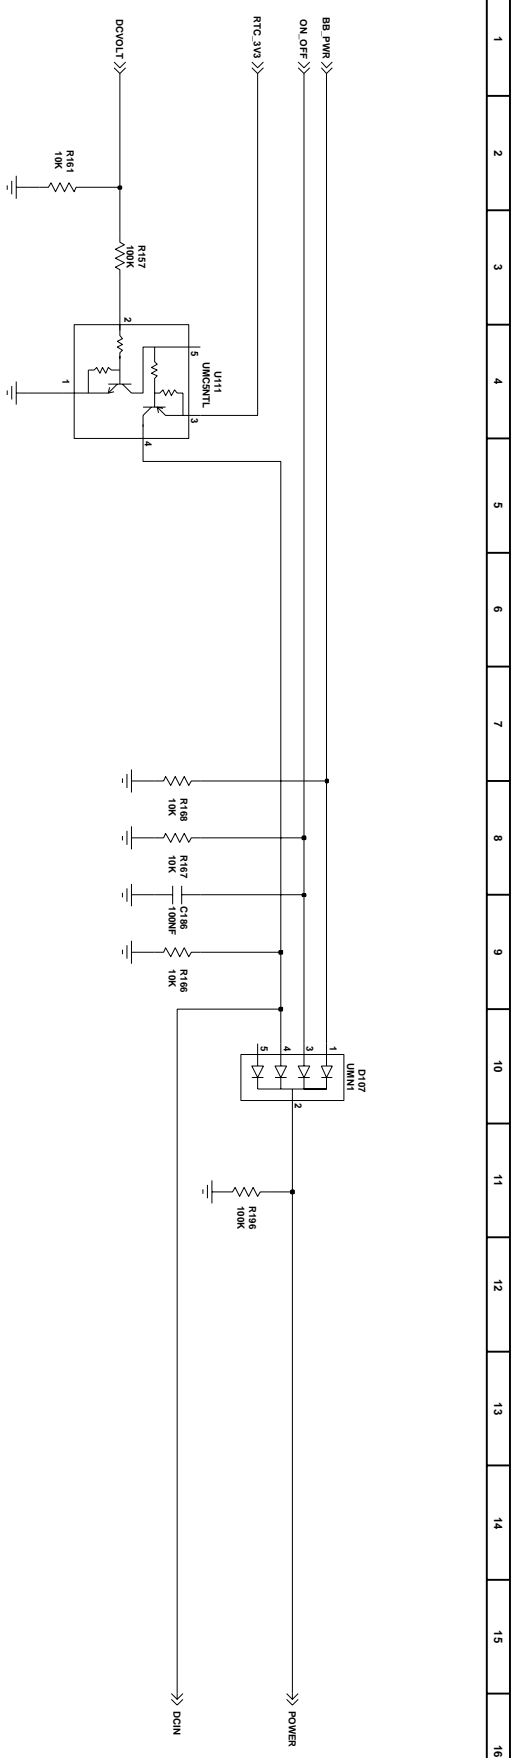 1
2
3
4
5
6
7
8
9
10
11
12
13
14
15
16
BB_PWR
ON_OFF
RTC_3V3
DCVOLT
R161
10K
R157
100K
2
1
5
3
4
U111
UMC5NTL
R168
10K
R167
10K
C186
100NF
R166
10K
D107
UMN1
1
3
4
5
2
R196
100K
POWER
DCIN